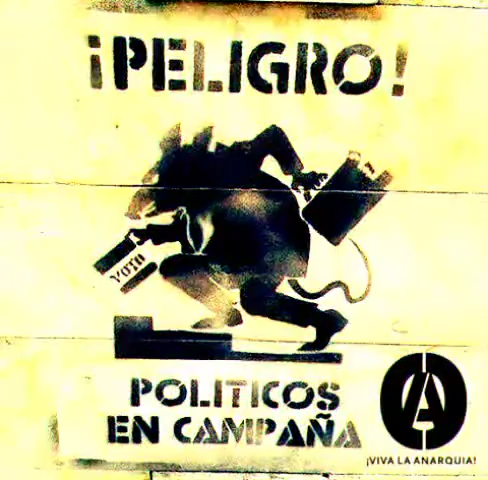 ¡PELIGRO!
VOTO
POLITICOS
EN CAMPAÑA
¡VIVA LA ANARQUIA!